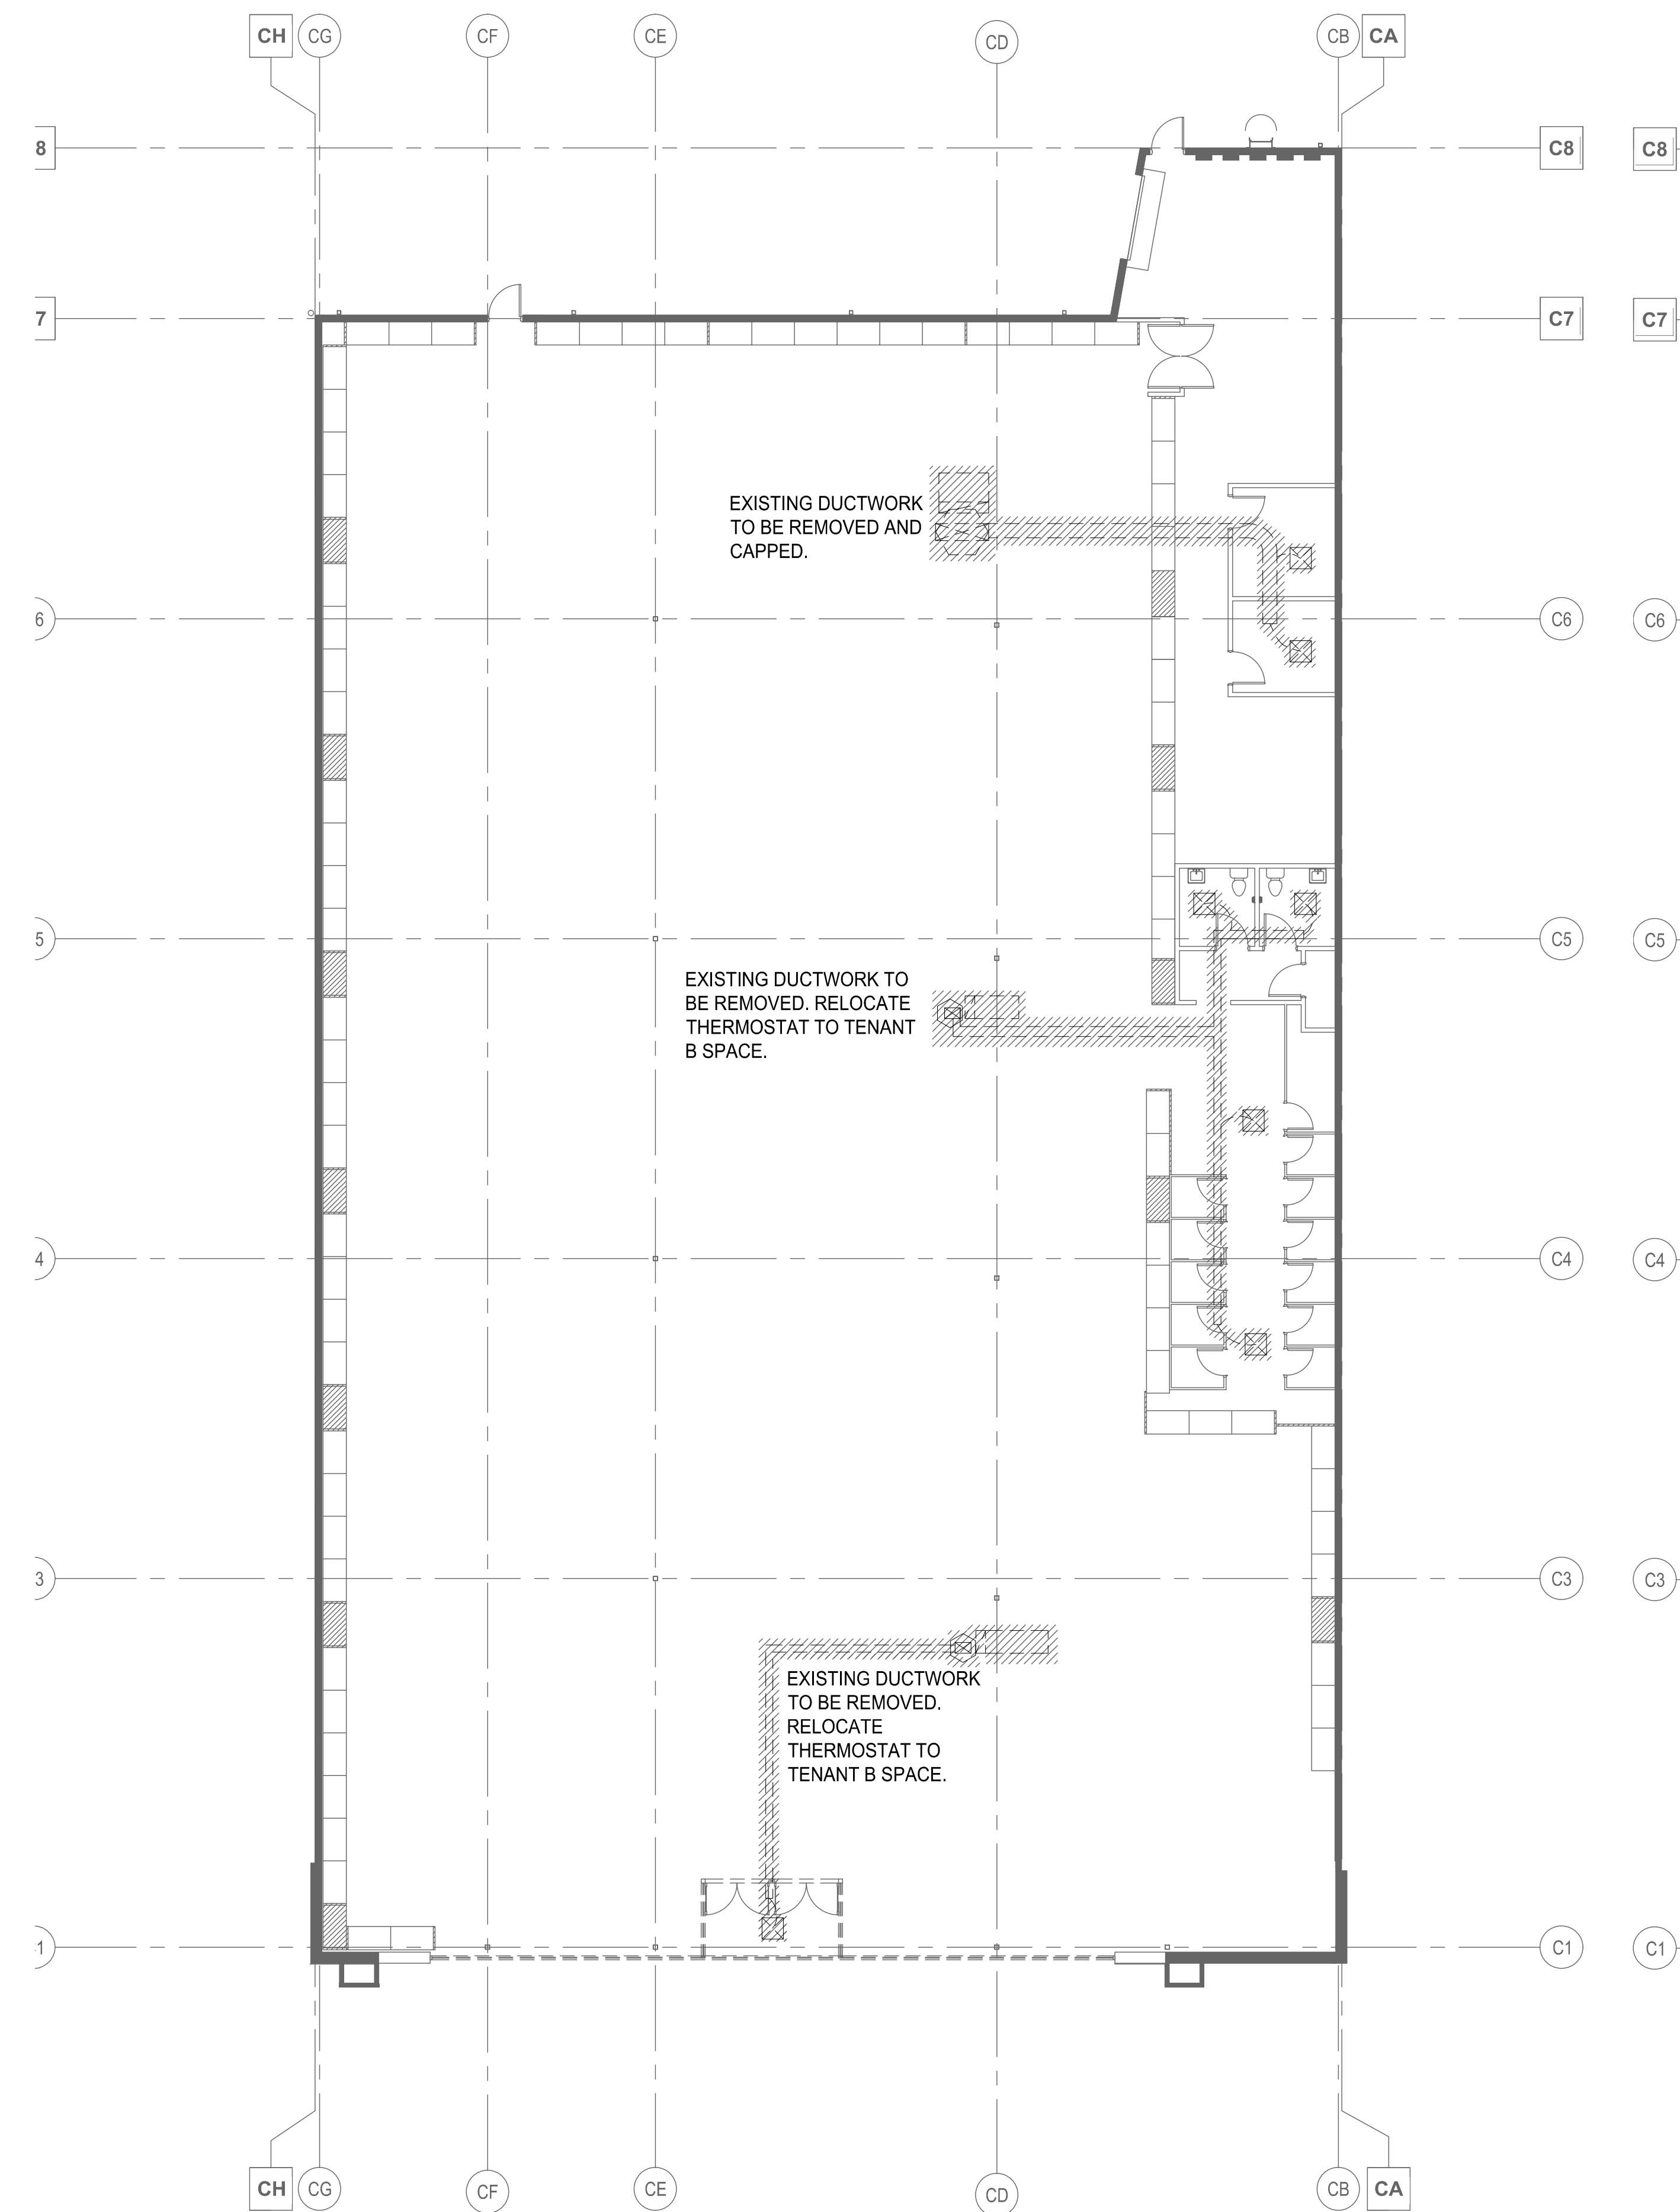 CH CG CF CE CD CB CA
8 C8 C8
7 C7 C7
EXISTING DUCTWORK
TO BE REMOVED AND
CAPPED.
6 C6 C6
5 C5 C5
EXISTING DUCTWORK TO
BE REMOVED. RELOCATE
THERMOSTAT TO TENANT
B SPACE.
4 C4 C4
3 C3 C3
EXISTING DUCTWORK
TO BE REMOVED.
RELOCATE
THERMOSTAT TO
TENANT B SPACE.
1 C1 C1
CH CG CF CE CD CB CA